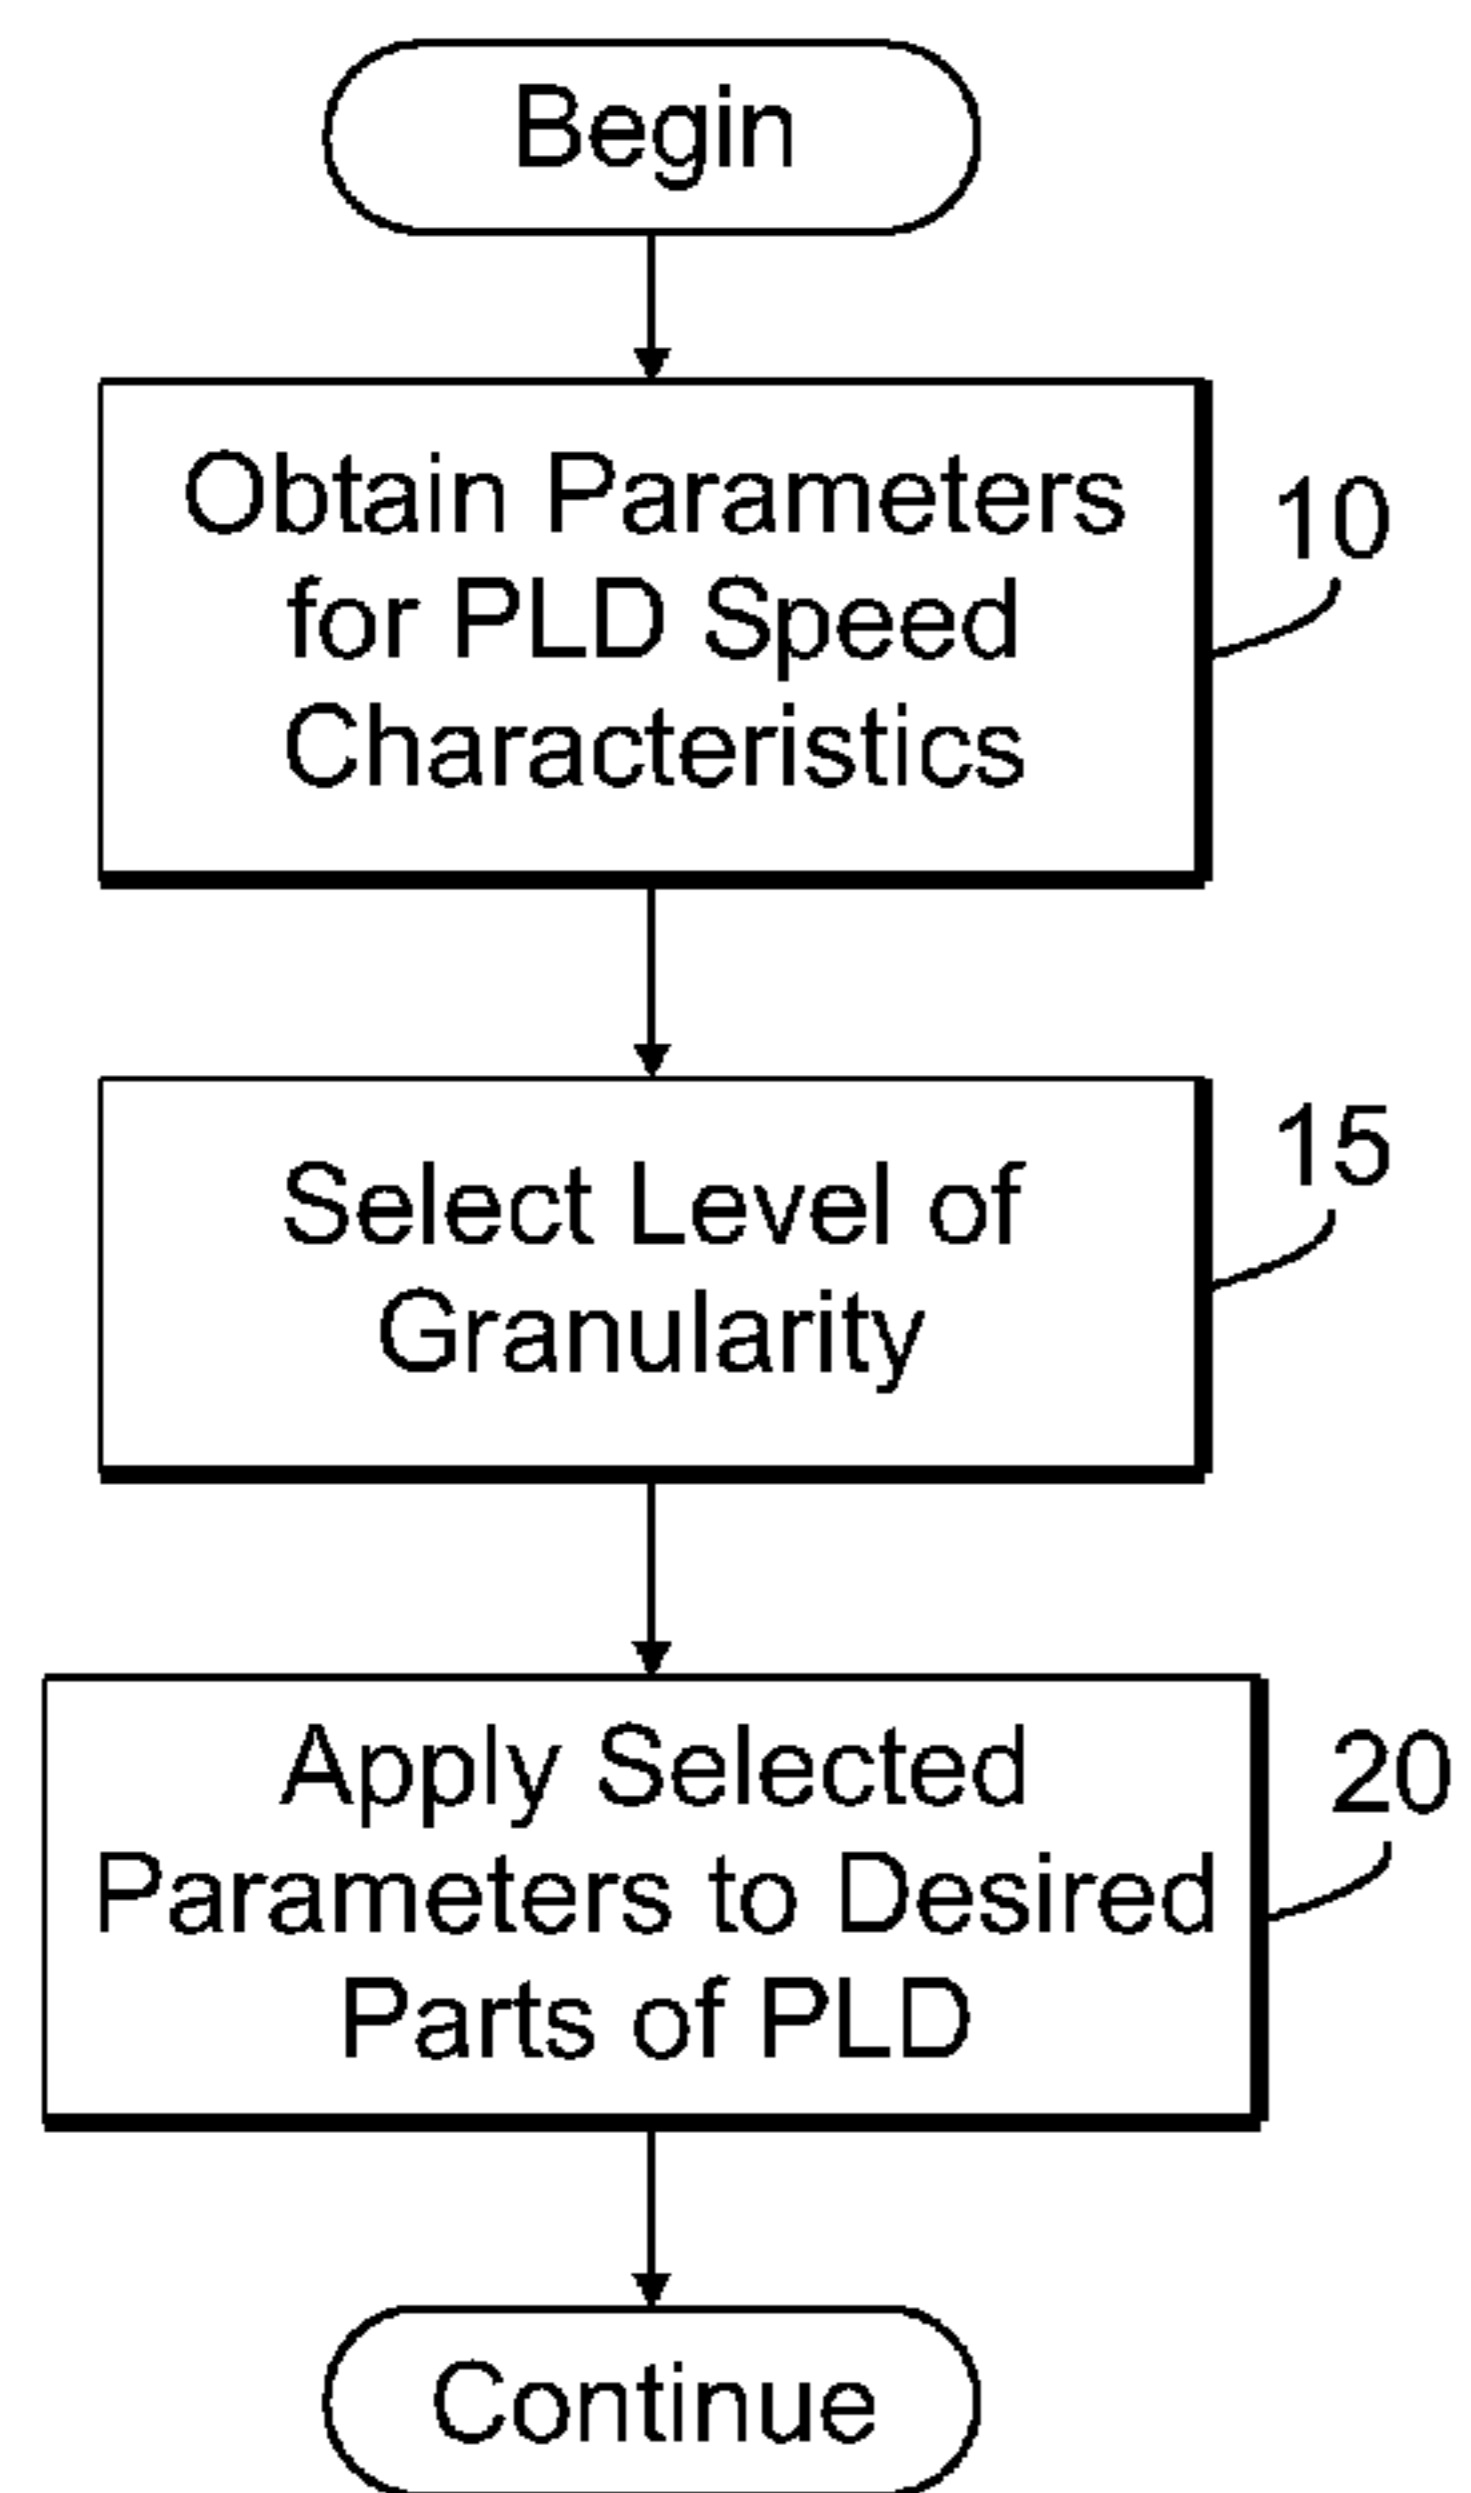 Begin
Obtain Parameters
for PLD Speed
Characteristics
10
Select Level of
Granularity
15
Apply Selected
Parameters to Desired
Parts of PLD
20
Continue